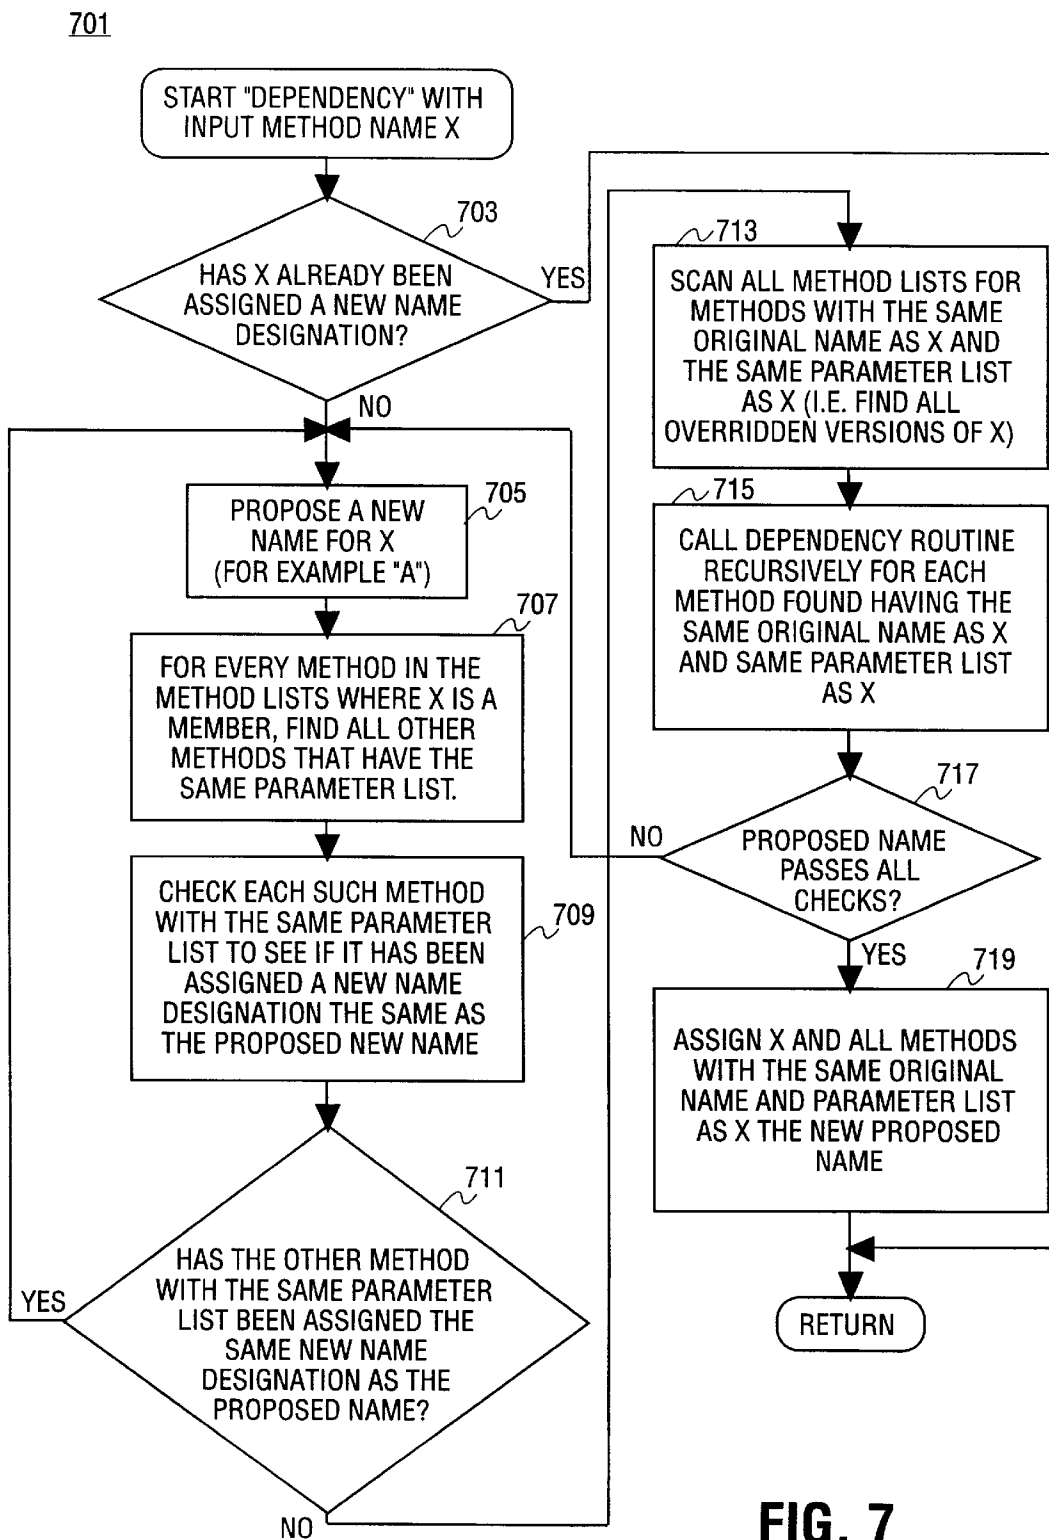 701
START "DEPENDENCY" WITH
INPUT METHOD NAME X
703
HAS X ALREADY BEEN
ASSIGNED A NEW NAME
DESIGNATION?
YES
NO
705
PROPOSE A NEW
NAME FOR X
(FOR EXAMPLE "A")
707
FOR EVERY METHOD IN THE
METHOD LISTS WHERE X IS A
MEMBER, FIND ALL OTHER
METHODS THAT HAVE THE
SAME PARAMETER LIST.
CHECK EACH SUCH METHOD
WITH THE SAME PARAMETER
LIST TO SEE IF IT HAS BEEN
ASSIGNED A NEW NAME
DESIGNATION THE SAME AS
THE PROPOSED NEW NAME
709
711
HAS THE OTHER METHOD
WITH THE SAME PARAMETER
LIST BEEN ASSIGNED THE
SAME NEW NAME
DESIGNATION AS THE
PROPOSED NAME?
YES
NO
713
SCAN ALL METHOD LISTS FOR
METHODS WITH THE SAME
ORIGINAL NAME AS X AND
THE SAME PARAMETER LIST
AS X (I.E. FIND ALL
OVERRIDDEN VERSIONS OF X)
715
CALL DEPENDENCY ROUTINE
RECURSIVELY FOR EACH
METHOD FOUND HAVING THE
SAME ORIGINAL NAME AS X
AND SAME PARAMETER LIST
AS X
717
NO
PROPOSED NAME
PASSES ALL
CHECKS?
YES
719
ASSIGN X AND ALL METHODS
WITH THE SAME ORIGINAL
NAME AND PARAMETER LIST
AS X THE NEW PROPOSED
NAME
RETURN
FIG. 7